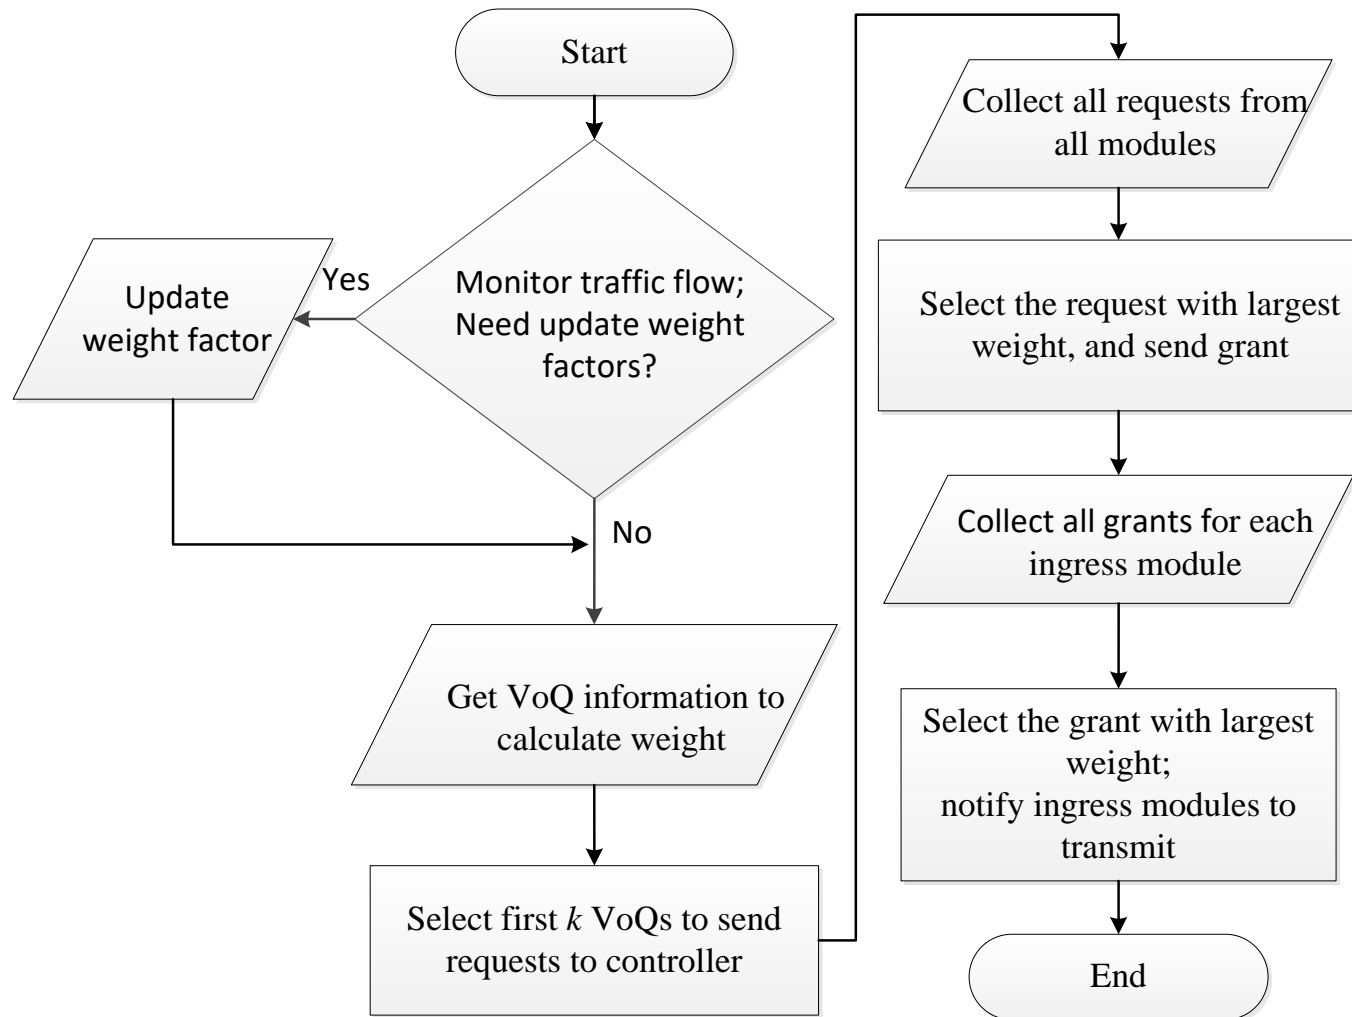 Start
Monitor traffic flow;
Need update weight
factors?
Yes
Update
weight factor
No
Get VoQ information to
calculate weight
Select first k VoQs to send
requests to controller
Collect all requests from
all modules
Select the request with largest
weight, and send grant
Collect all grants for each
ingress module
Select the grant with largest
weight;
notify ingress modules to
transmit
End